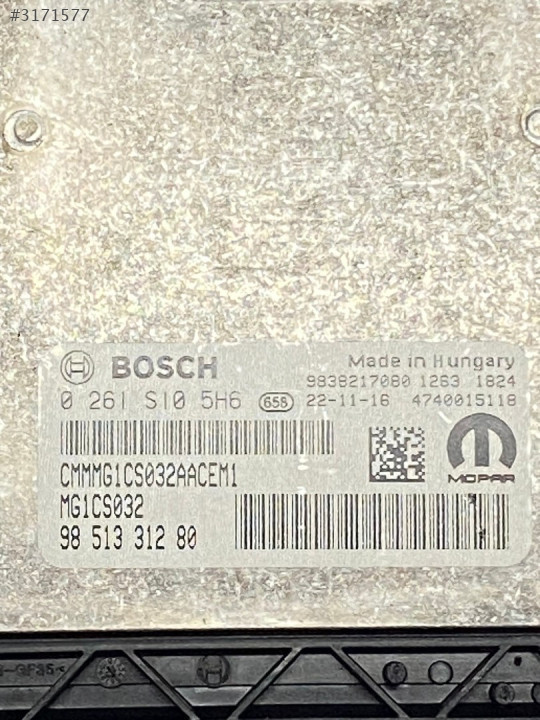 #3171577
BOSCH
Made in Hungary
9838217080 1263 1824
0 261 S10 5H6 658 22-11-16 4740015118
MOPAR
CMMMG1CS032AACEM1
MG1CS032
98 513 312 80